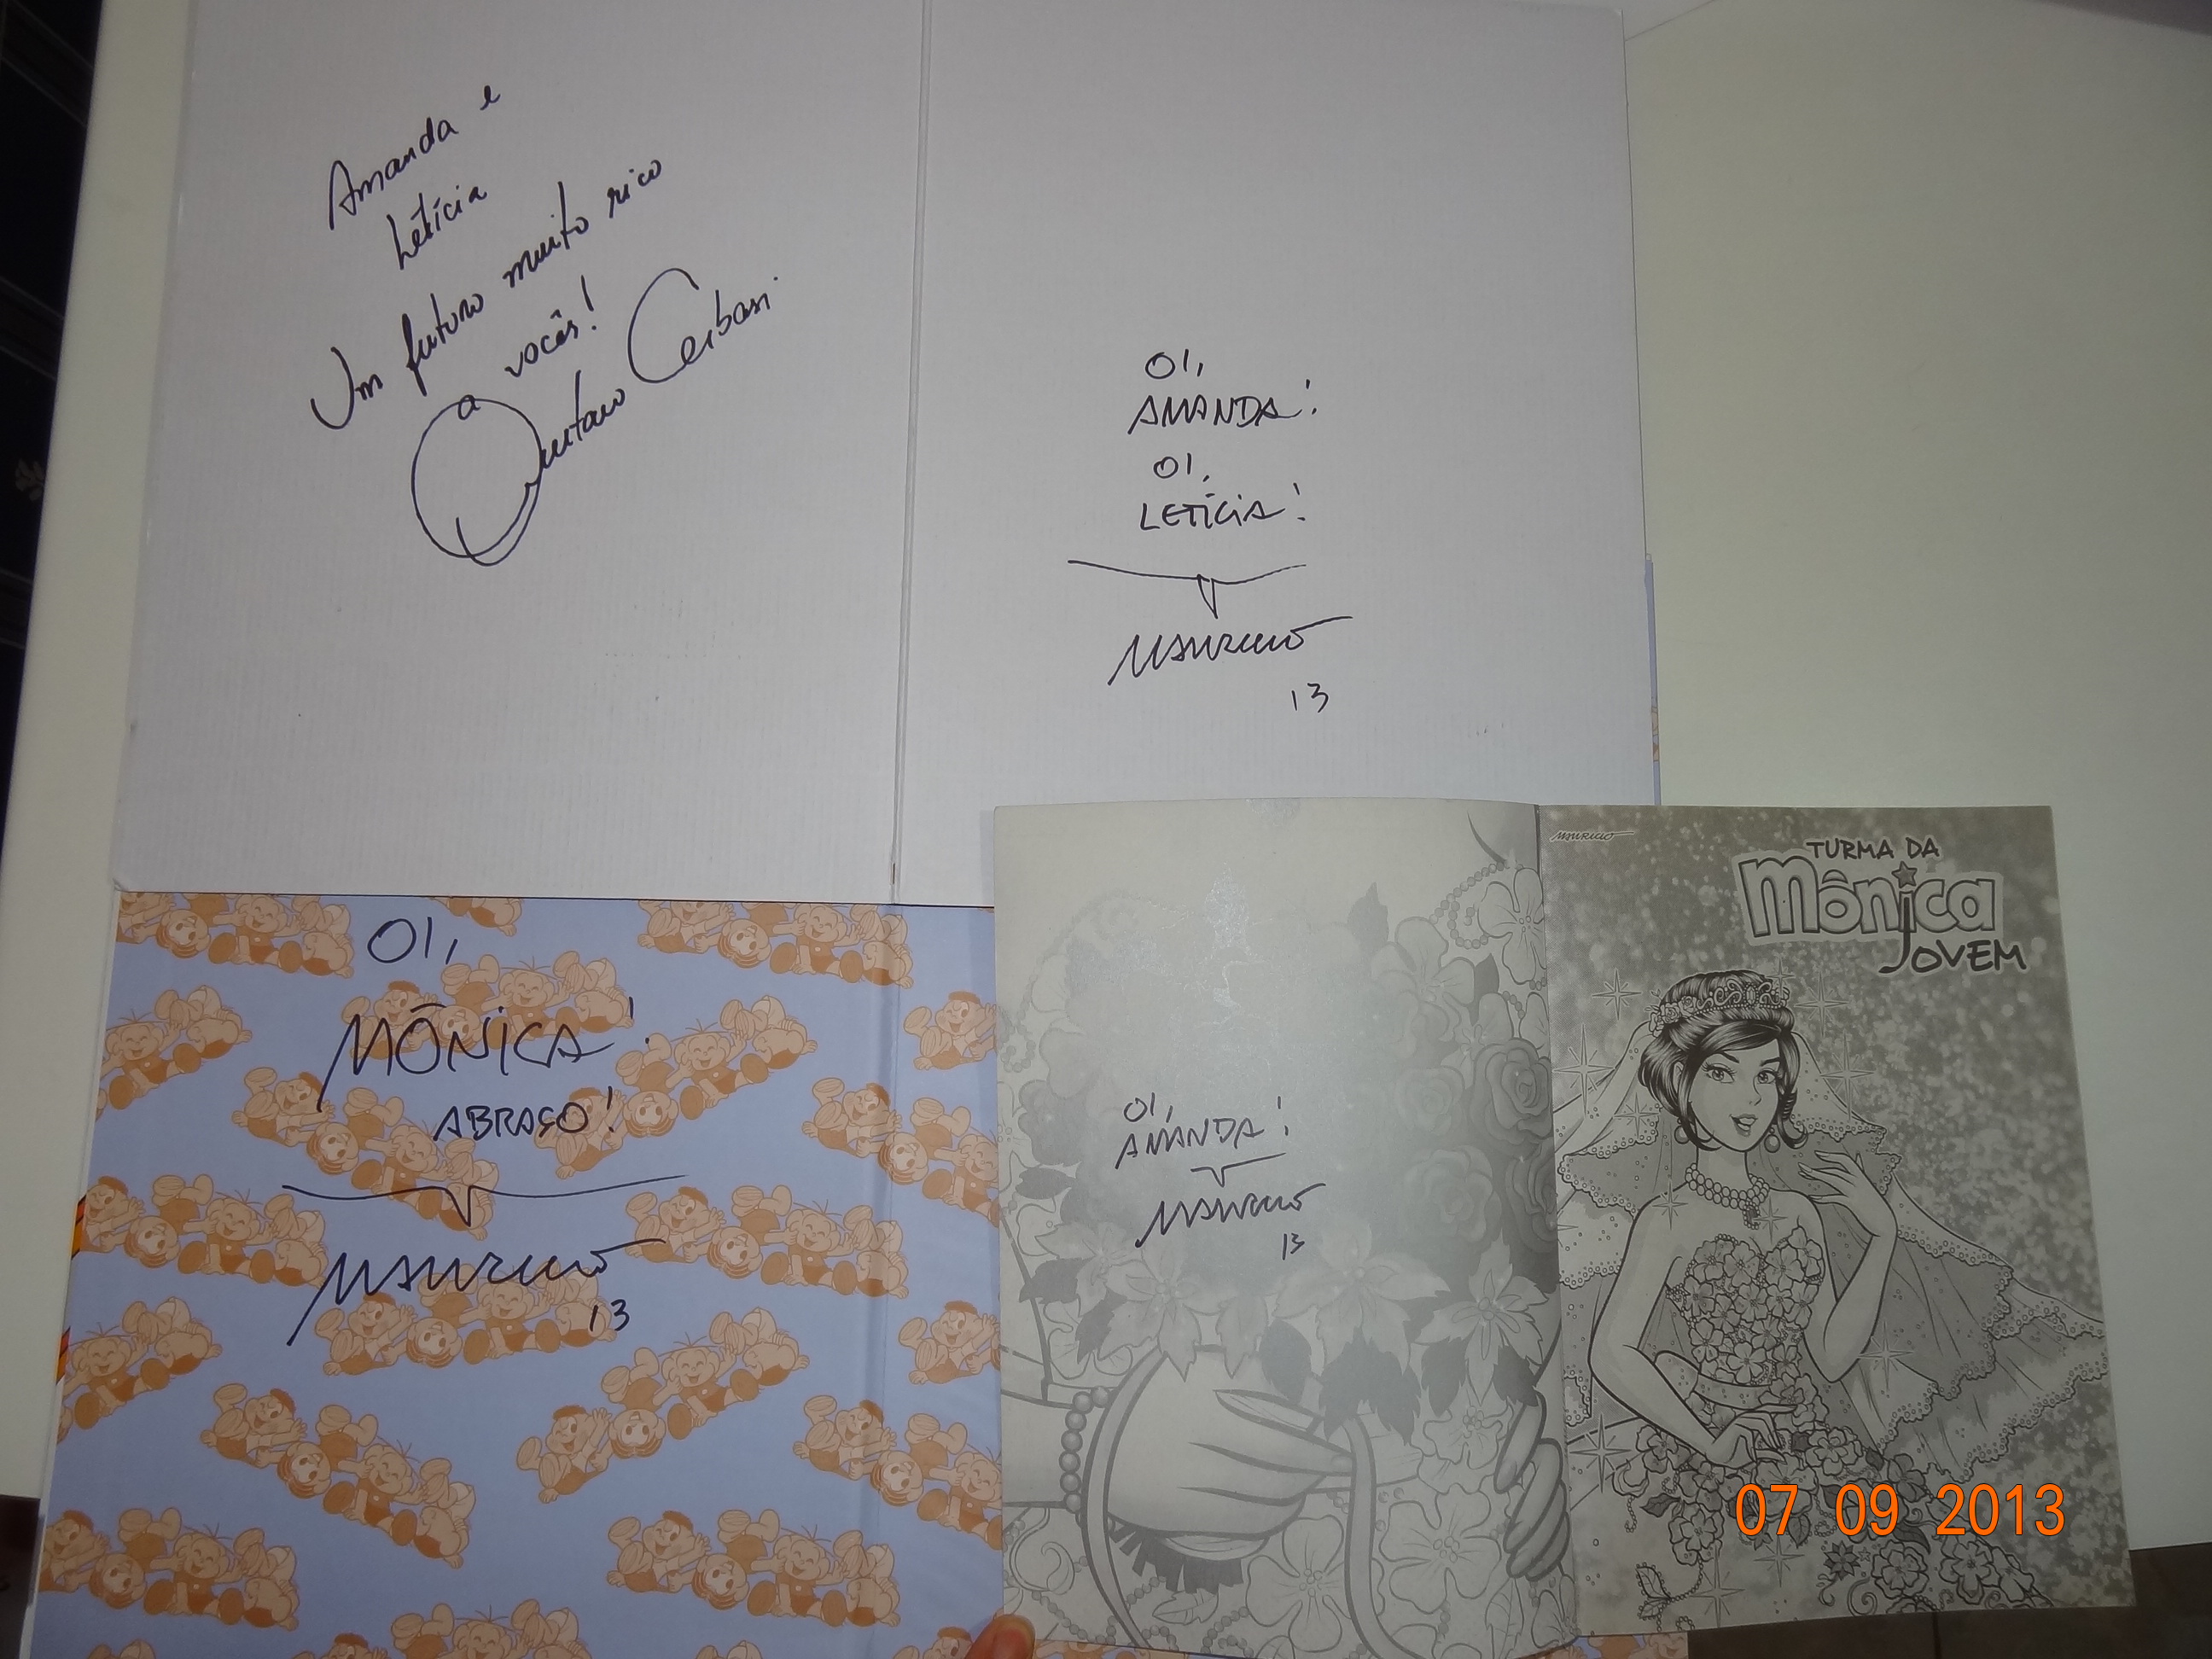 Amanda e
Letícia
Um futuro muito rico
a vocês!
Gustavo Cerbasi
OI,
AMANDA!
OI,
LETÍCIA!
MAURICIO
13
OI,
MÔNICA!
ABRAÇO!
MAURICIO
13
OI,
AMANDA!
MAURICIO
13
MAURICIO
TURMA DA
Mônica
JOVEM
07 09 2013